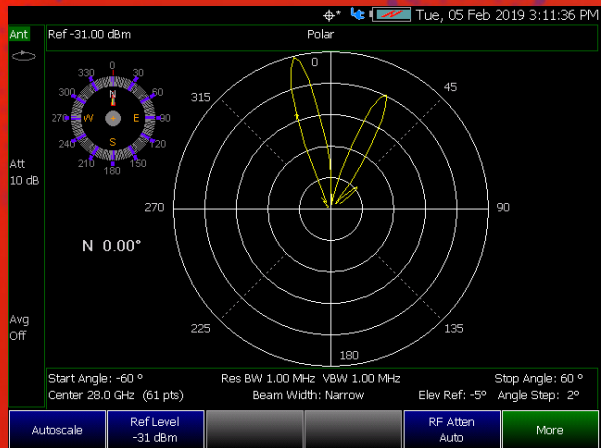 Tue, 05 Feb 2019 3:11:36 PM
Ant
Ref -31.00 dBm
Polar
0
330
30
300
60
270
90
240
120
210
150
180
N
W
E
S
0
45
315
90
270
135
225
180
Att
10 dB
N 0.00°
Avg
Off
Start Angle: -60 °
Res BW 1.00 MHz VBW 1.00 MHz
Stop Angle: 60 °
Center 28.0 GHz (61 pts)
Beam Width: Narrow
Elev Ref: -5° Angle Step: 2°
Autoscale
Ref Level
-31 dBm
RF Atten
Auto
More